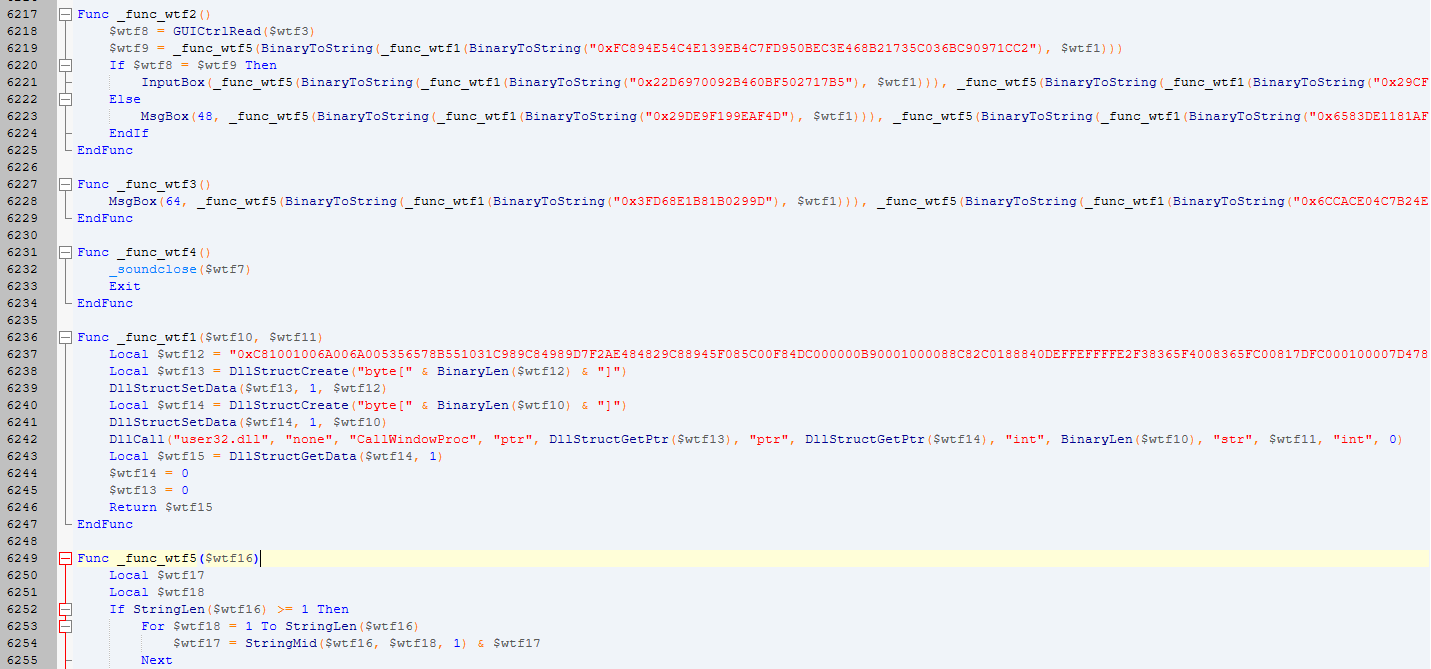 6217 Func _func_wtf2()
6218 $wtf8 = GUICtrlRead($wtf3)
6219 $wtf9 = _func_wtf5(BinaryToString(_func_wtf1(BinaryToString("0xFC894E54C4E139EB4C7FD950BEC3E468B21735C036BC90971CC2"), $wtf1)))
6220 If $wtf8 = $wtf9 Then
6221 InputBox(_func_wtf5(BinaryToString(_func_wtf1(BinaryToString("0x22D6970092B460BF502717B5"), $wtf1))), _func_wtf5(BinaryToString(_func_wtf1(BinaryToString("0x29CF
6222 Else
6223 MsgBox(48, _func_wtf5(BinaryToString(_func_wtf1(BinaryToString("0x29DE9F199EAF4D"), $wtf1))), _func_wtf5(BinaryToString(_func_wtf1(BinaryToString("0x6583DE1181AF
6224 EndIf
6225 EndFunc
6226
6227 Func _func_wtf3()
6228 MsgBox(64, _func_wtf5(BinaryToString(_func_wtf1(BinaryToString("0x3FD68E1B81B0299D"), $wtf1))), _func_wtf5(BinaryToString(_func_wtf1(BinaryToString("0x6CCACE04C7B24E
6229 EndFunc
6230
6231 Func _func_wtf4()
6232 _soundclose($wtf7)
6233 Exit
6234 EndFunc
6235
6236 Func _func_wtf1($wtf10, $wtf11)
6237 Local $wtf12 = "0xC81001006A006A005356578B551031C989C84989D7F2AE484829C88945F085C00F84DC000000B90001000088C82C0188840DEFFEFFFFE2F38365F4008365FC00817DFC000100007D478
6238 Local $wtf13 = DllStructCreate("byte[" & BinaryLen($wtf12) & "]")
6239 DllStructSetData($wtf13, 1, $wtf12)
6240 Local $wtf14 = DllStructCreate("byte[" & BinaryLen($wtf10) & "]")
6241 DllStructSetData($wtf14, 1, $wtf10)
6242 DllCall("user32.dll", "none", "CallWindowProc", "ptr", DllStructGetPtr($wtf13), "ptr", DllStructGetPtr($wtf14), "int", BinaryLen($wtf10), "str", $wtf11, "int", 0)
6243 Local $wtf15 = DllStructGetData($wtf14, 1)
6244 $wtf14 = 0
6245 $wtf13 = 0
6246 Return $wtf15
6247 EndFunc
6248
6249 Func _func_wtf5($wtf16)
6250 Local $wtf17
6251 Local $wtf18
6252 If StringLen($wtf16) >= 1 Then
6253 For $wtf18 = 1 To StringLen($wtf16)
6254 $wtf17 = StringMid($wtf16, $wtf18, 1) & $wtf17
6255 Next